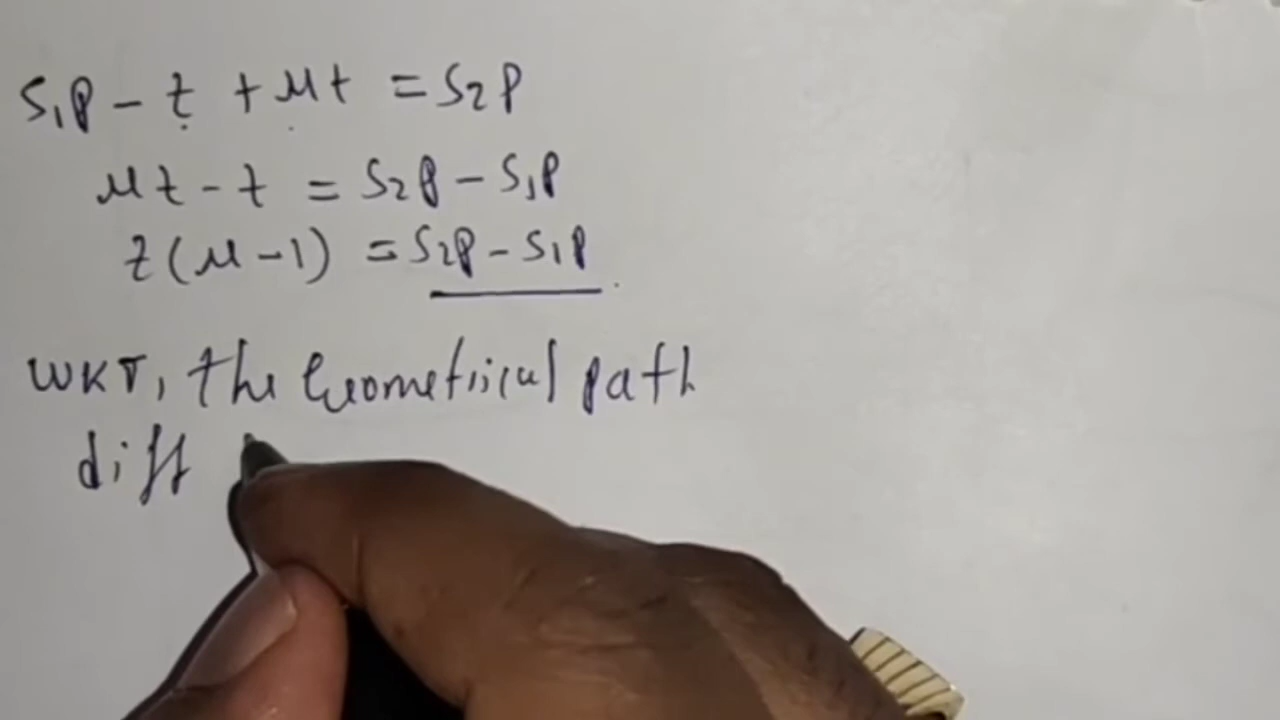 S₁P - t + μt = S₂P
μt - t = S₂P - S₁P
t(μ-1) = S₂P - S₁P
WKT, the Geometrical path
diff